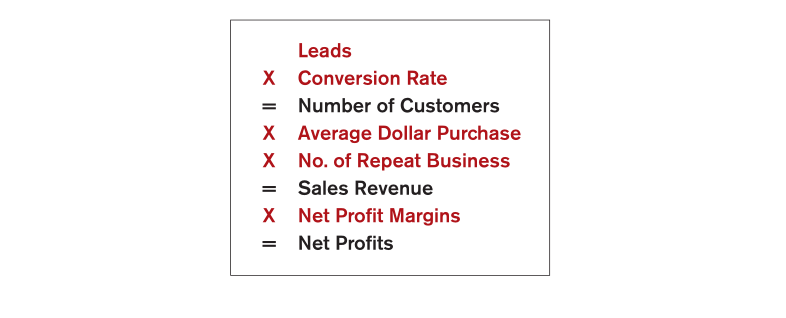 Leads
X Conversion Rate
= Number of Customers
X Average Dollar Purchase
X No. of Repeat Business
= Sales Revenue
X Net Profit Margins
= Net Profits